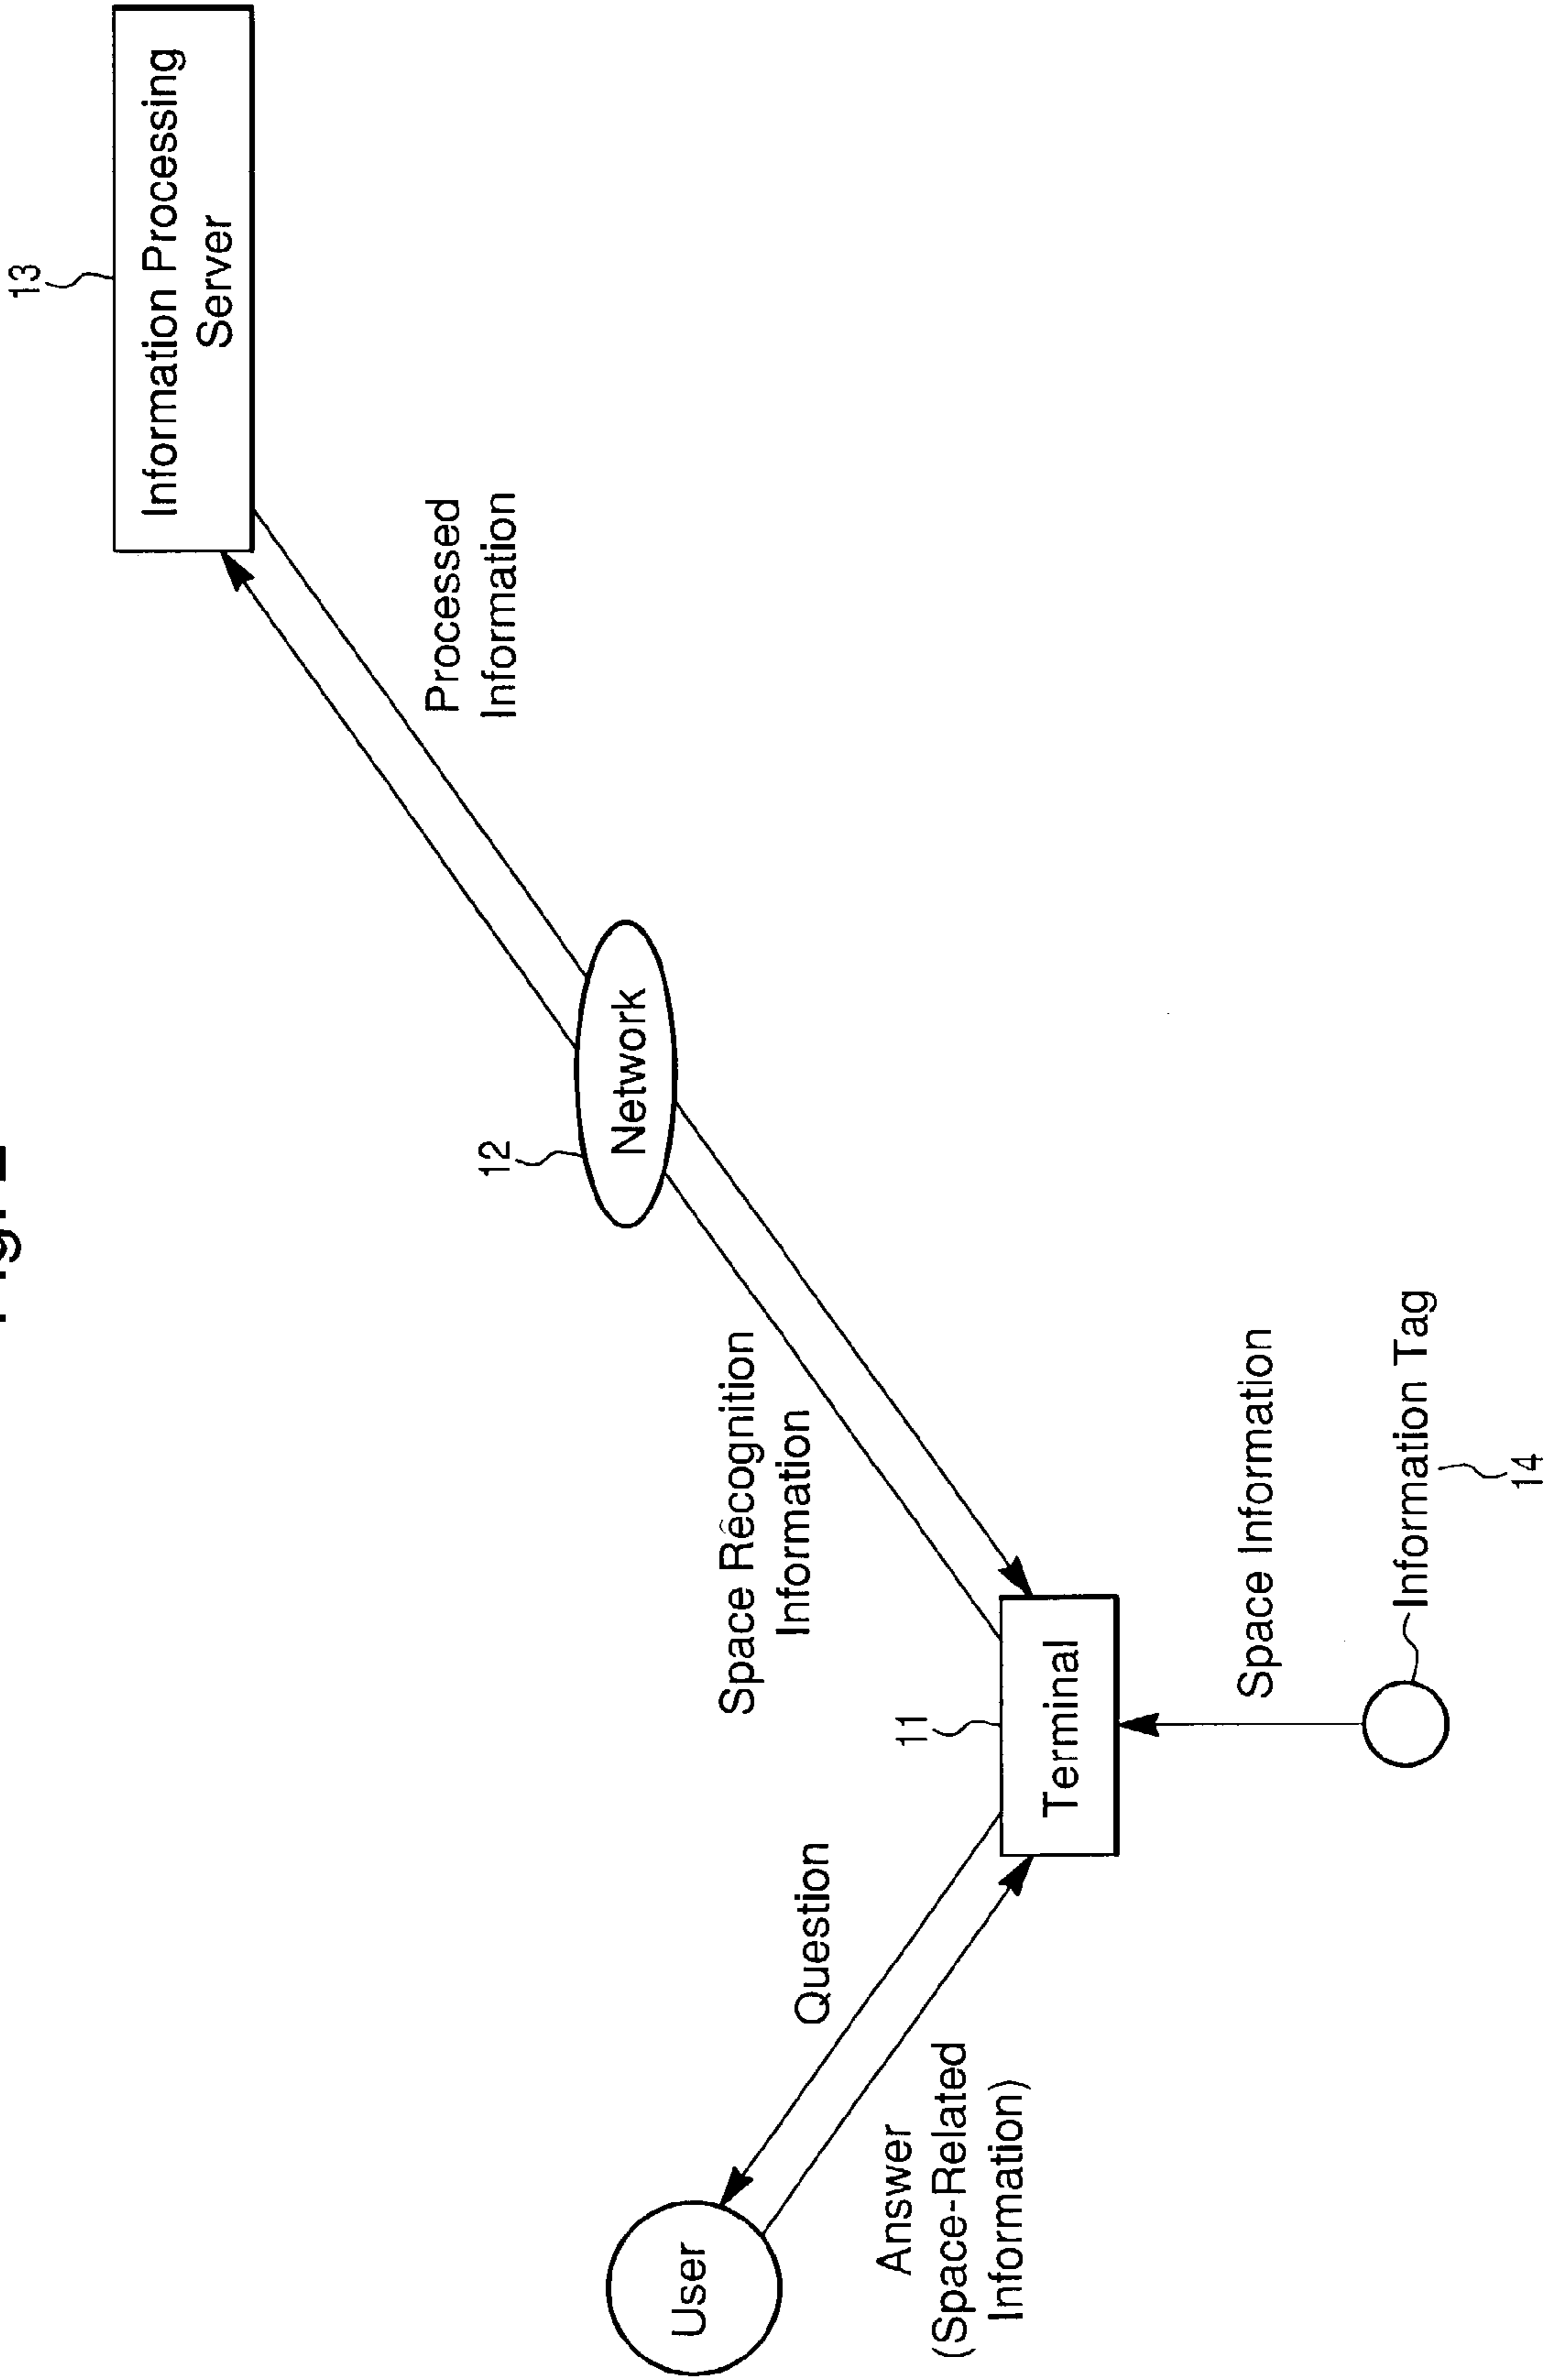 13
Information Processing
Server
Processed
Information
12
Network
Space Recognition
Information
11
Terminal
Question
Answer
(Space-Related
Information)
User
Space Information
Information Tag
14